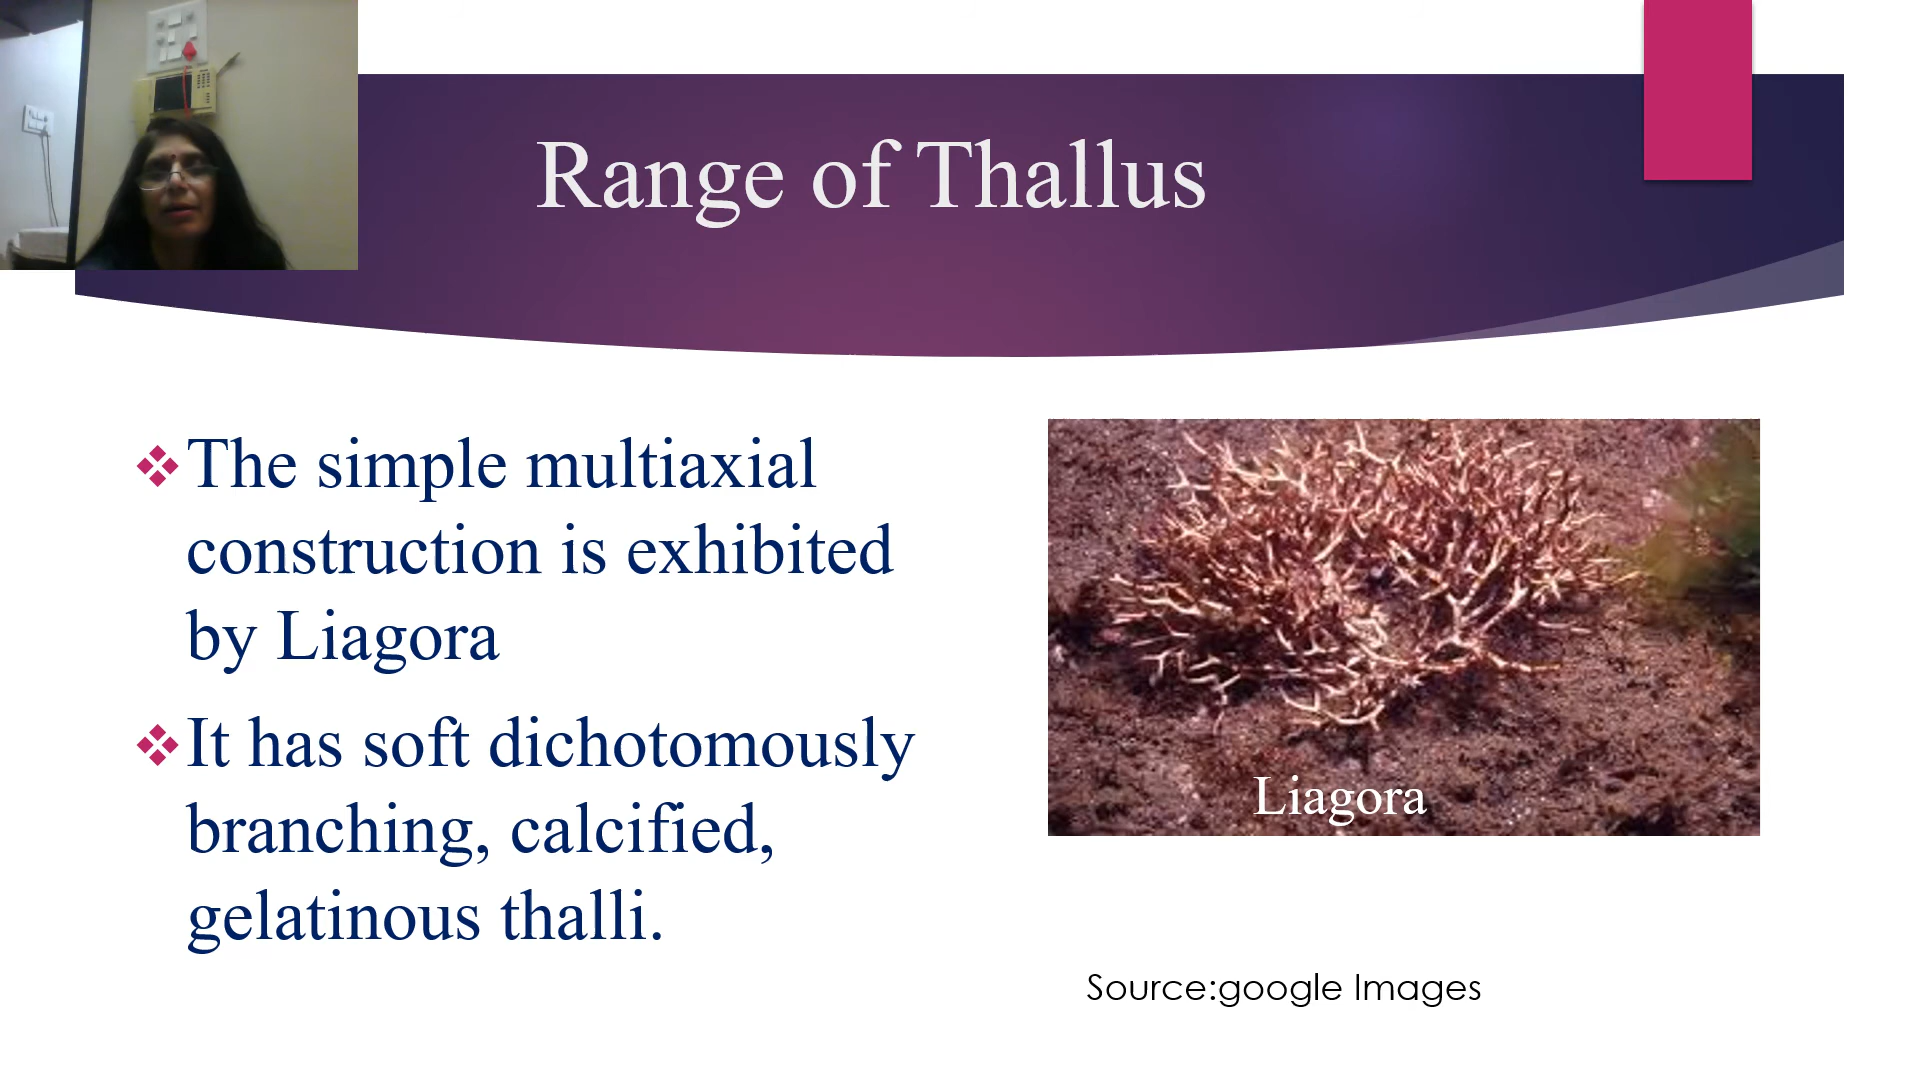 Range of Thallus
The simple multiaxial
construction is exhibited
by Liagora
It has soft dichotomously
branching, calcified,
gelatinous thalli.
Liagora
Source:google Images